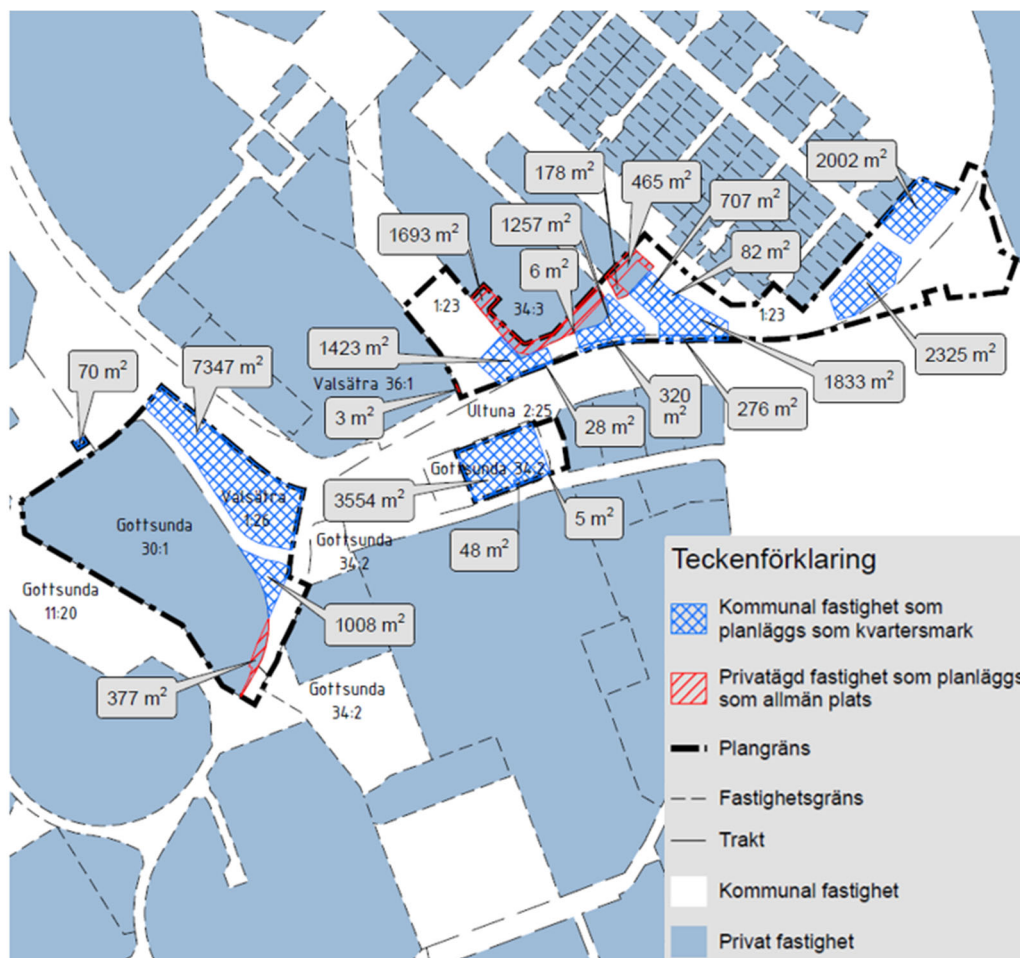 2002 m²
178 m²
465 m²
707 m²
1257 m²
82 m²
1693 m²
6 m²
1:23
34:3
1:23
1423 m²
2325 m²
7347 m²
70 m²
Valsätra 36:1
1833 m²
3 m²
320
m²
276 m²
28 m²
Ultuna 2:25
Gottsunda 34:2
3554 m²
Valsätra
1:26
5 m²
Gottsunda
30:1
48 m²
Gottsunda
34:2
Gottsunda
11:20
1008 m²
377 m²
Gottsunda
34:2
Teckenförklaring
Kommunal fastighet som
planläggs som kvartersmark
Privatägd fastighet som planläggs
som allmän plats
Plangräns
Fastighetsgräns
Trakt
Kommunal fastighet
Privat fastighet